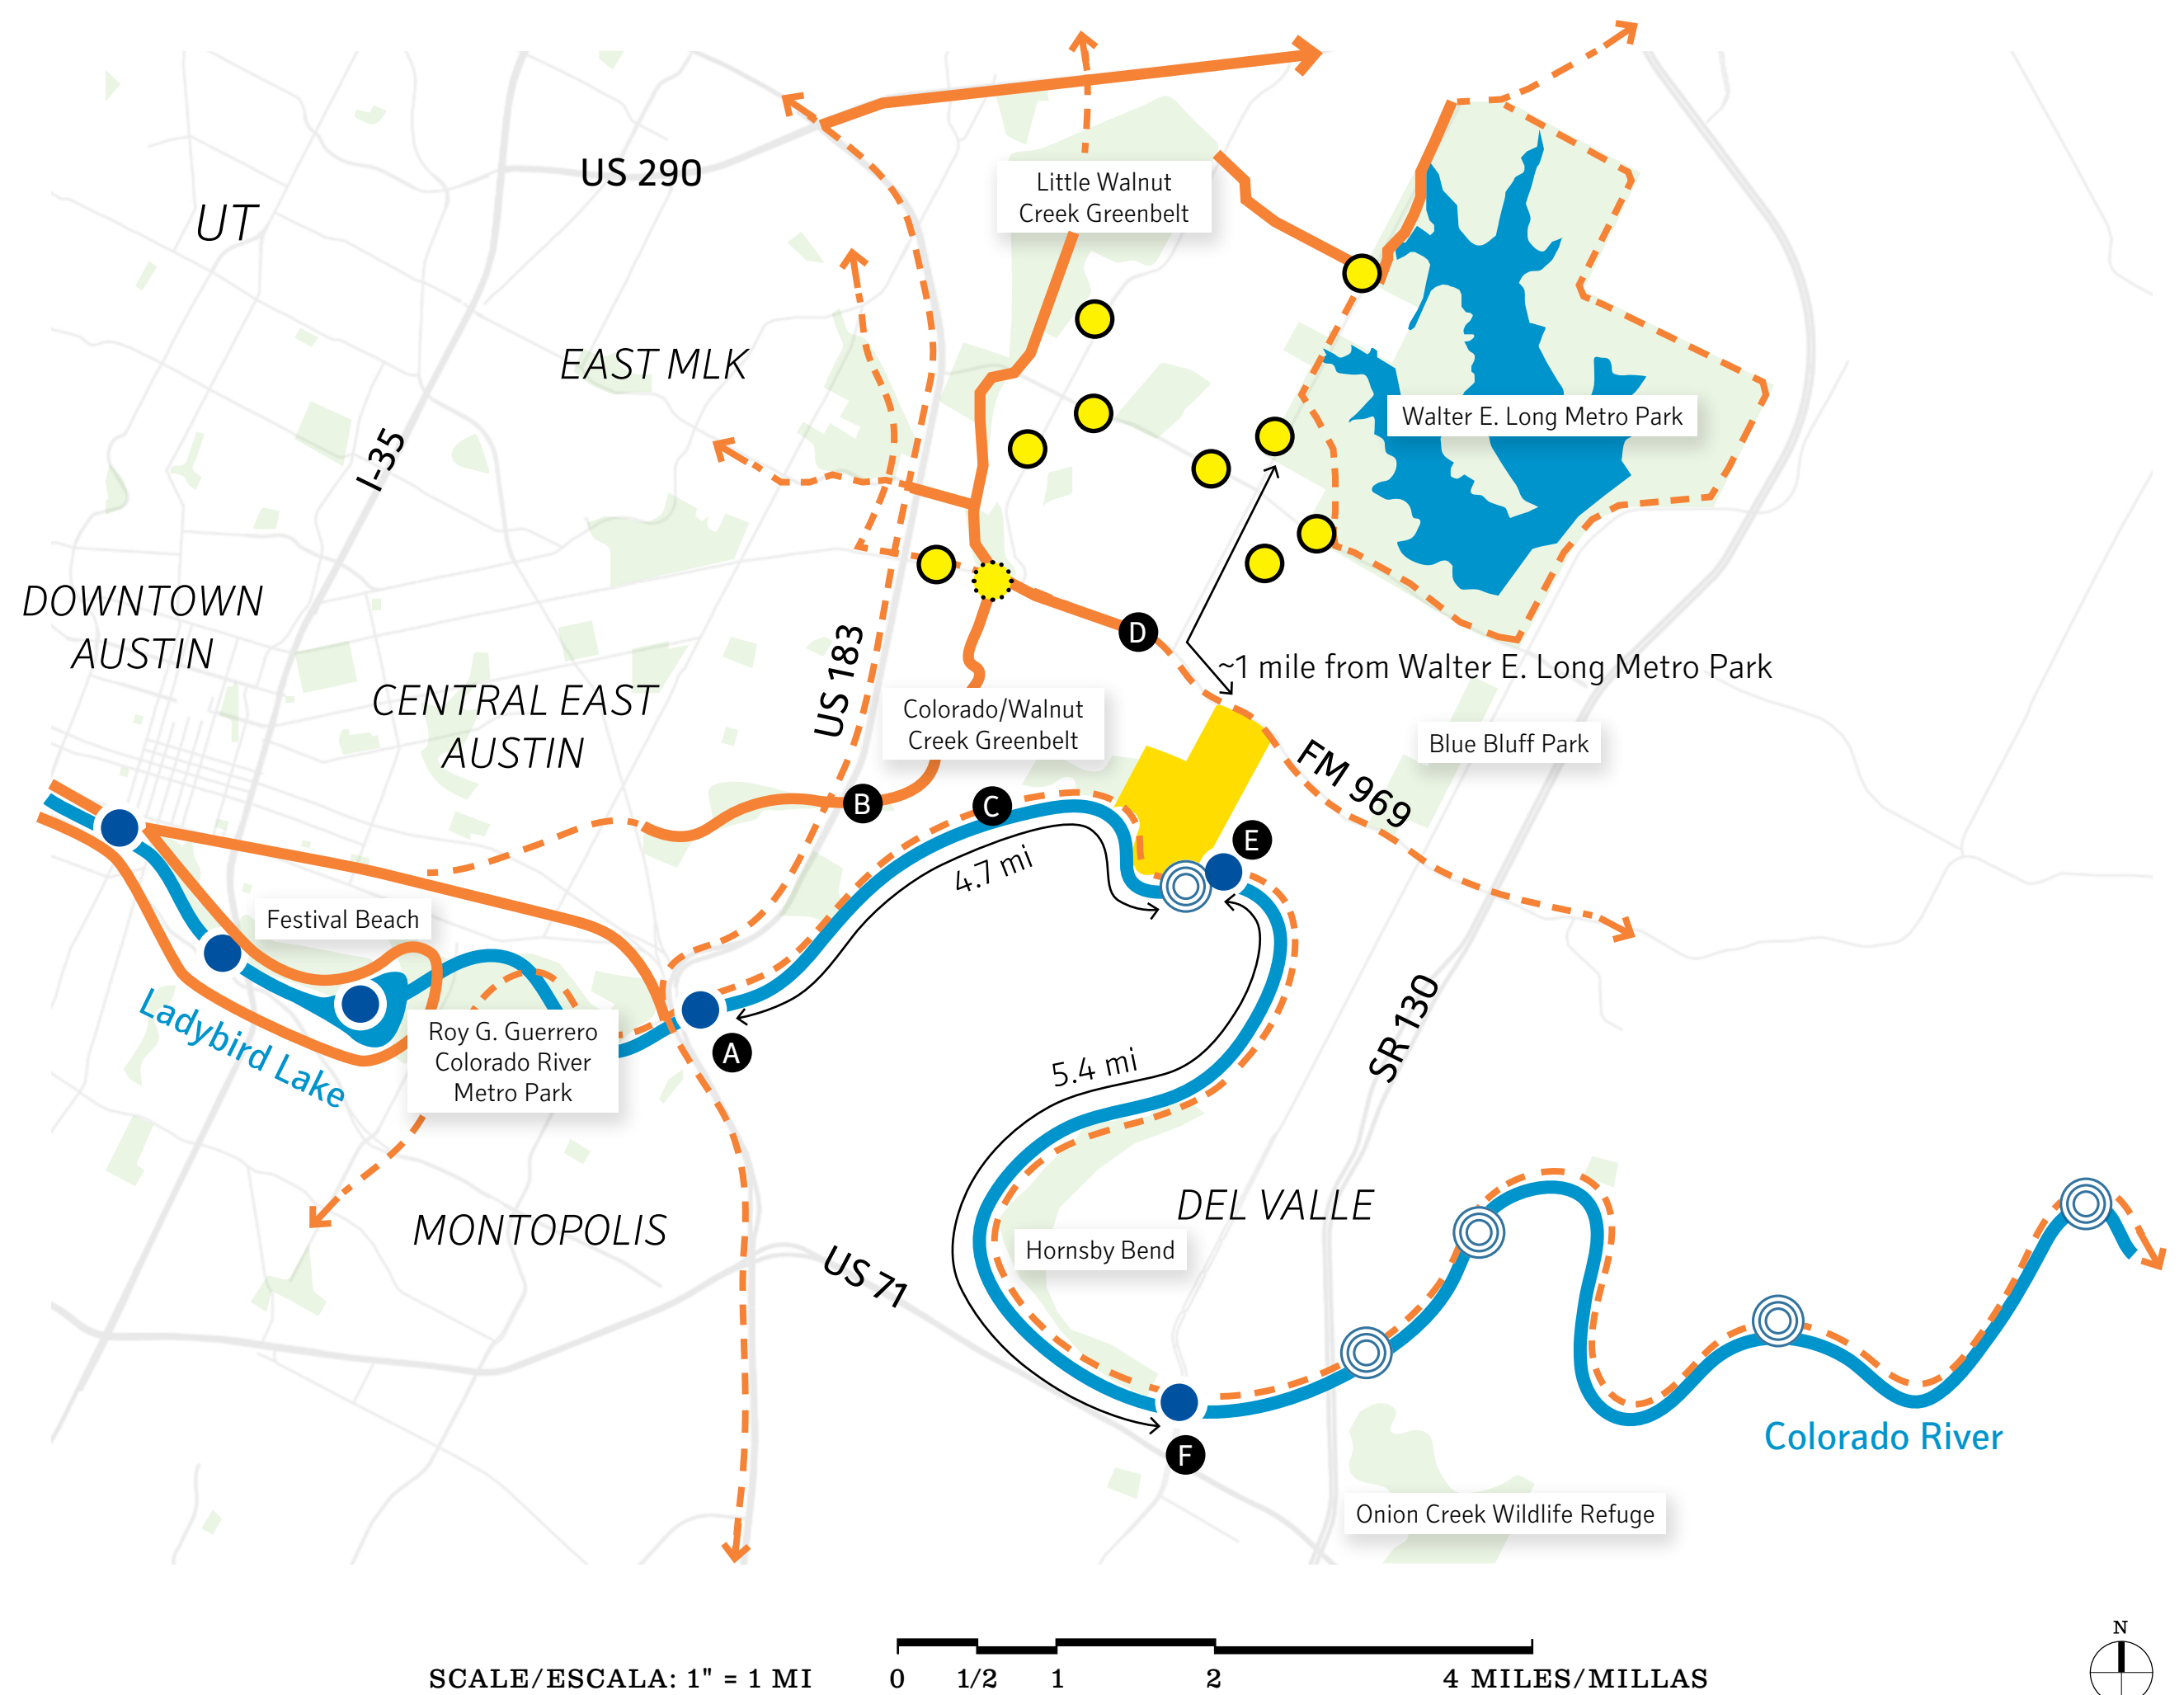 US 290
Little Walnut
Creek Greenbelt
UT
EAST MLK
I-35
Walter E. Long Metro Park
DOWNTOWN
AUSTIN
US 183
D
~1 mile from Walter E. Long Metro Park
CENTRAL EAST
AUSTIN
Colorado/Walnut
Creek Greenbelt
Blue Bluff Park
FM 969
B
C
E
4.7 mi
Festival Beach
Ladybird Lake
Roy G. Guerrero
Colorado River
Metro Park
A
SR 130
5.4 mi
MONTOPOLIS
US 71
DEL VALLE
Hornsby Bend
Colorado River
F
Onion Creek Wildlife Refuge
N
SCALE/ESCALA: 1" = 1 MI
0 1/2 1 2 4 MILES/MILLAS